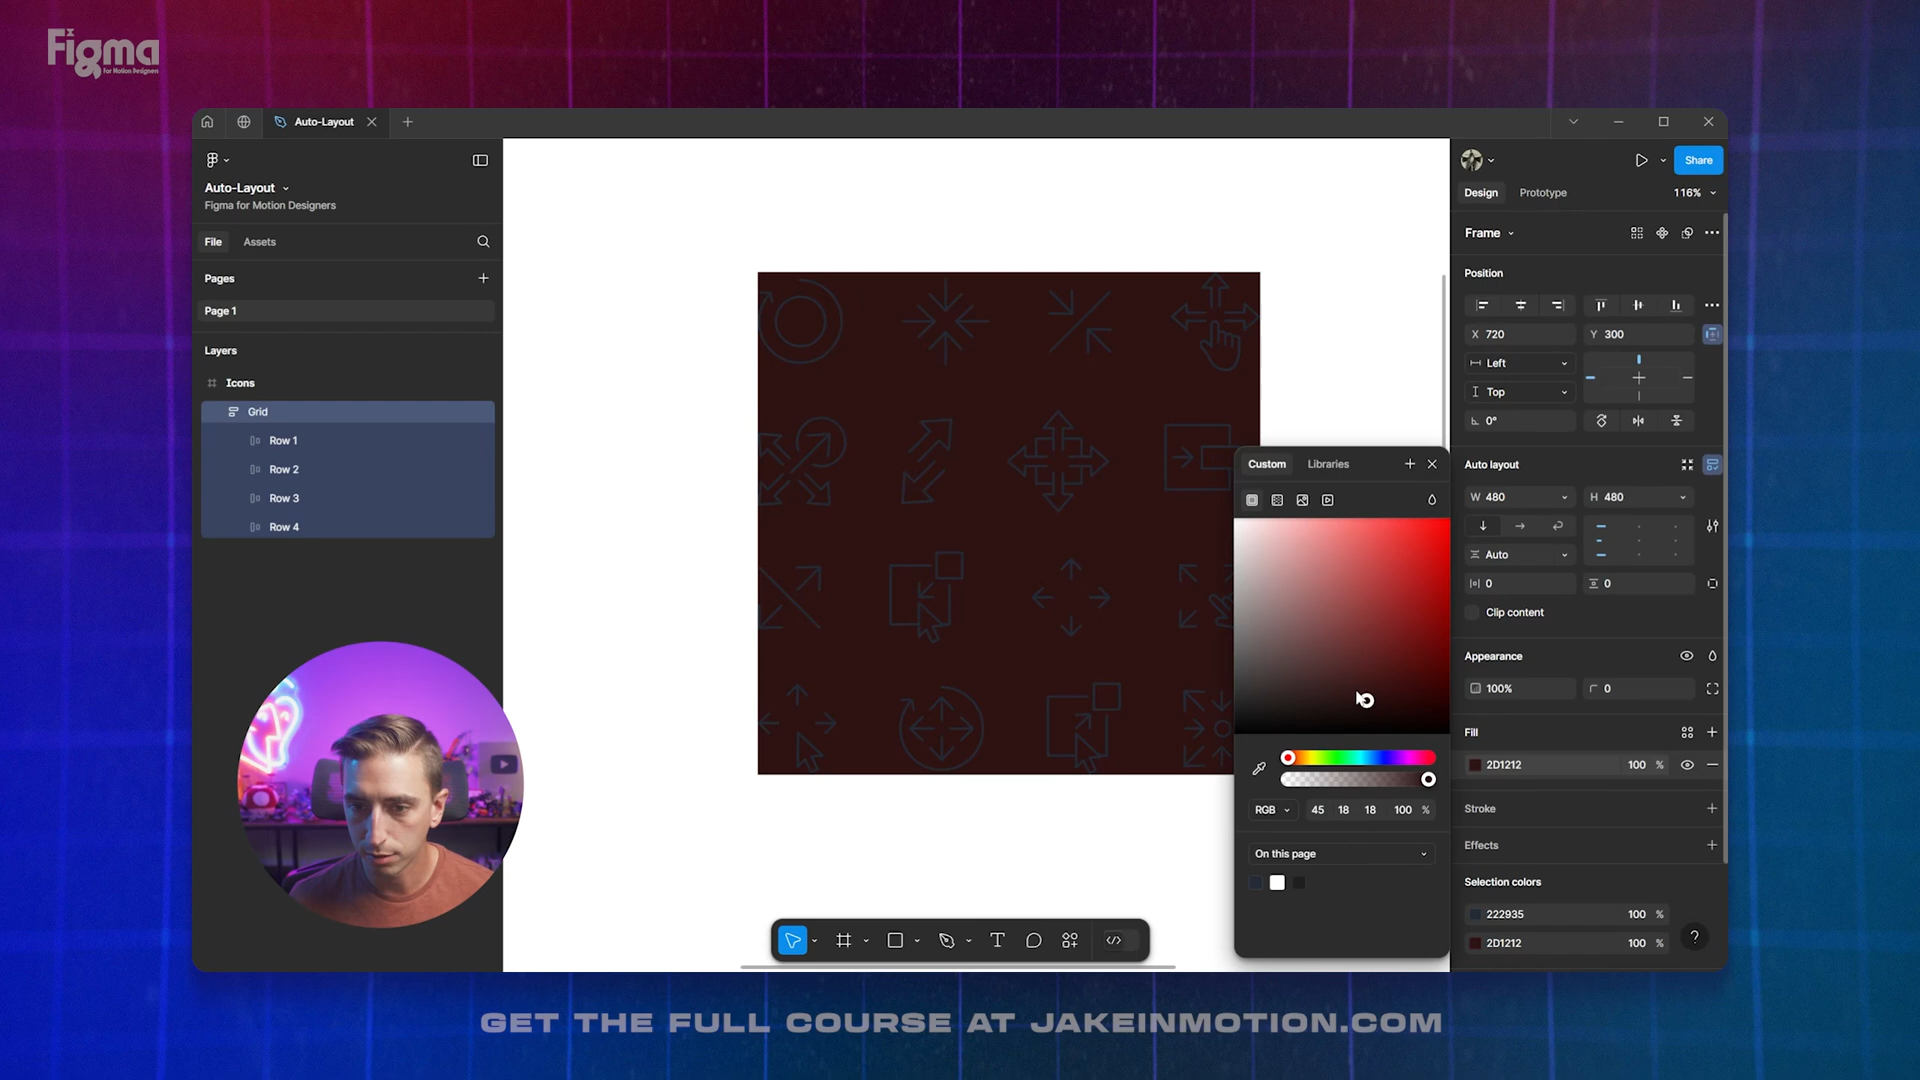 Figma
for Motion Designers
Auto-Layout
Auto-Layout
Figma for Motion Designers
File
Assets
Pages
Page 1
Layers
Icons
Grid
Row 1
Row 2
Row 3
Row 4
Share
Design
Prototype
116%
Frame
Position
X 720
Y 300
Left
Top
0°
Auto layout
W 480
H 480
Auto
0
0
Clip content
Appearance
100%
0
Fill
2D1212
100 %
Stroke
Effects
Selection colors
222935
100 %
2D1212
100 %
?
Custom
Libraries
RGB
45 18 18 100 %
On this page
GET THE FULL COURSE AT JAKEINMOTION.COM